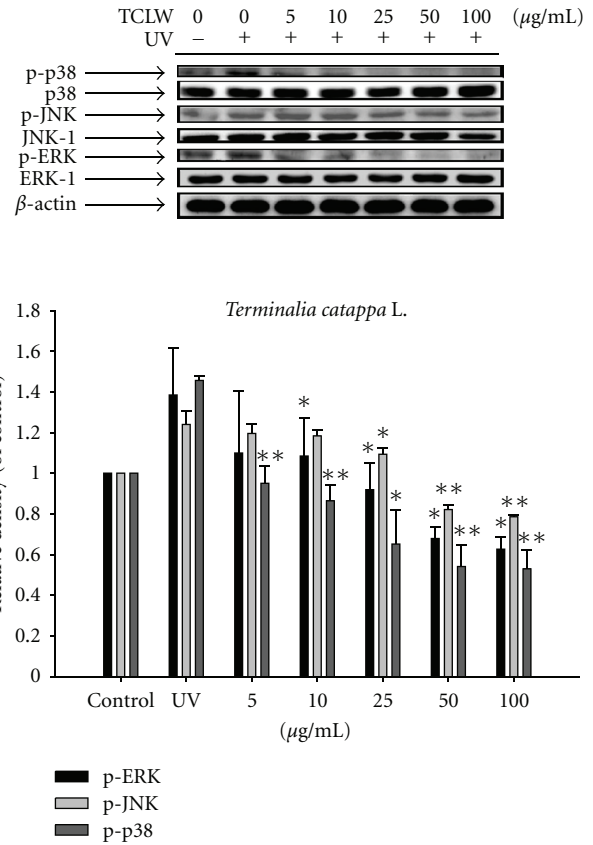 TCLW 0 0 5 10 25 50 100 (μg/mL)
UV − + + + + + +
p-p38
p38
p-JNK
JNK-1
p-ERK
ERK-1
β-actin
Terminalia catappa L.
1.8
1.6
1.4
1.2
1
0.8
0.6
0.4
0.2
0
* * * ** ** * * ** * ** * ** **
Control UV 5 10 25 50 100
(μg/mL)
p-ERK
p-JNK
p-p38